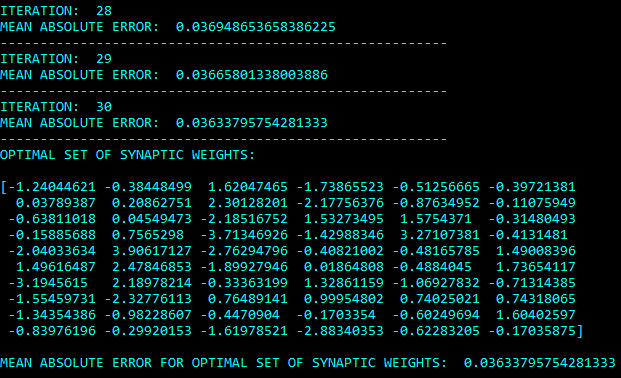 ITERATION:  28
MEAN ABSOLUTE ERROR:  0.036948653658386225
--------------------------------------------------------
ITERATION:  29
MEAN ABSOLUTE ERROR:  0.03665801338003886
--------------------------------------------------------
ITERATION:  30
MEAN ABSOLUTE ERROR:  0.03633795754281333
--------------------------------------------------------
OPTIMAL SET OF SYNAPTIC WEIGHTS:
[-1.24044621 -0.38448499  1.62047465 -1.73865523 -0.51256665 -0.39721381
  0.03789387  0.20862751  2.30128201 -2.17756376 -0.87634952 -0.11075949
 -0.63811018  0.04549473 -2.18516752  1.53273495  1.5754371  -0.31480493
 -0.15885688  0.7565298  -3.71346926 -1.42988346  3.27107381 -0.4131481
 -2.04033634  3.90617127 -2.76294796 -0.40821002 -0.48165785  1.49008396
  1.49616487  2.47846853 -1.89927946  0.01864808 -0.4884045   1.73654117
 -3.1945615   2.18978214 -0.33363199  1.32861159 -1.06927832 -0.71314385
 -1.55459731 -2.32776113  0.76489141  0.99954802  0.74025021  0.74318065
 -1.34354386 -0.98228607 -0.4470904  -0.1703354  -0.60249694  1.60402597
 -0.83976196 -0.29920153 -1.61978521 -2.88340353 -0.62283205 -0.17035875]
MEAN ABSOLUTE ERROR FOR OPTIMAL SET OF SYNAPTIC WEIGHTS:  0.03633795754281333